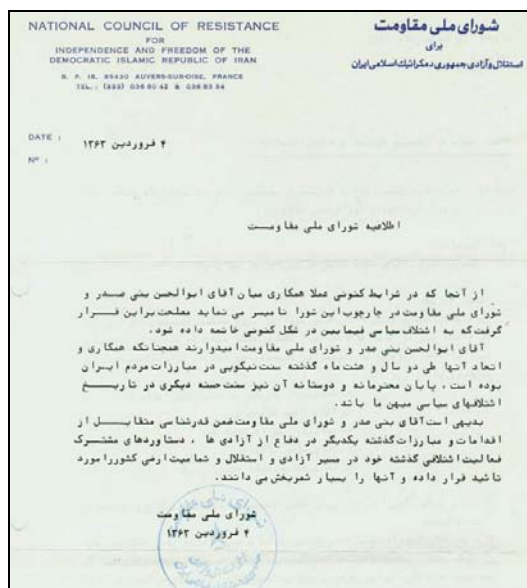 NATIONAL COUNCIL OF RESISTANCE
FOR
INDEPENDENCE AND FREEDOM OF THE
DEMOCRATIC ISLAMIC REPUBLIC OF IRAN
B. P. 18, 95430 AUVERS-SUR-OISE, FRANCE
شورای ملی مقاومت
برای
استقلال وآزادی جمهوری دمکراتیك اسلامی ایران
DATE :
۴ فروردین ۱۳۶۳
Nº :
اطلاعیه شورای ملی مقاومت
از آنجا که در شرایط کنونی عملا همکاری میان آقای ابوالحسن بنی صدر و
شورای ملی مقاومت در چارچوب این شورا نامیسر می نماید مصلحت براین قرار
گرفت که به ائتلاف سیاسی فیمابین در شکل کنونی خاتمه داده شود.
آقای ابوالحسن بنی صدر و شورای ملی مقاومت امیدوارند همچنانکه همکاری و
اتحاد آنها طی دو سال و هشت ماه گذشته سنت نیکویی در مبارزات مردم ایران
بوده است، پایان محترمانه و دوستانه آن نیز سنت حسنه دیگری در تاریخ
ائتلافهای سیاسی میهن ما باشد.
بدیهی است آقای بنی صدر و شورای ملی مقاومت ضمن قدرشناسی متقابل از
اقدامات و مبارزات گذشته یکدیگر در دفاع از آزادی ها ، دستاوردهای مشترک
فعالیت ائتلافی گذشته خود در مسیر آزادی و استقلال و تمامیت ارضی کشور را مورد
تائید قرار داده و آنها را بسیار ثمربخش می دانند.
شورای ملی مقاومت
۴ فروردین ۱۳۶۳